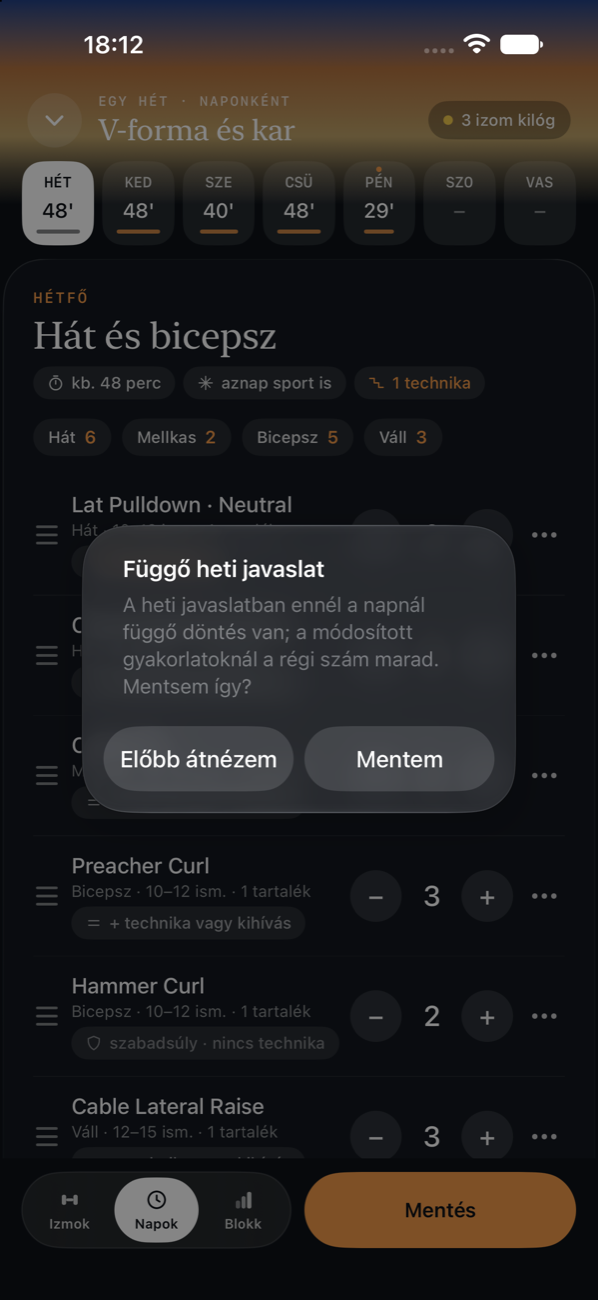 18:12
EGY HÉT · NAPONKÉNT
V-forma és kar
3 izom kilóg
HÉT KED SZE CSÜ PÉN SZO VAS
48' 48' 40' 48' 29' – –
HÉTFŐ
Hát és bicepsz
kb. 48 perc
aznap sport is
1 technika
Hát 6
Mellkas 2
Bicepsz 5
Váll 3
Lat Pulldown · Neutral
Függő heti javaslat
A heti javaslatban ennél a napnál
függő döntés van; a módosított
gyakorlatoknál a régi szám marad.
Mentsem így?
Előbb átnézem
Mentem
Preacher Curl
Bicepsz · 10–12 ism. · 1 tartalék
+ technika vagy kihívás
− 3 +
Hammer Curl
Bicepsz · 10–12 ism. · 1 tartalék
szabadsúly · nincs technika
− 2 +
Cable Lateral Raise
Váll · 12–15 ism. · 1 tartalék
− 3 +
Izmok
Napok
Blokk
Mentés